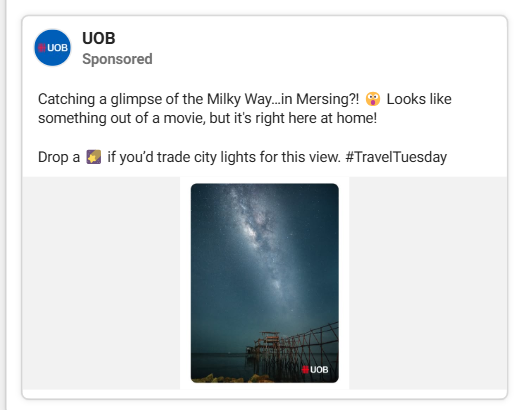 UOB
UOB
Sponsored
Catching a glimpse of the Milky Way...in Mersing?! 😱 Looks like
something out of a movie, but it's right here at home!
Drop a 🌠 if you'd trade city lights for this view. #TravelTuesday
UOB